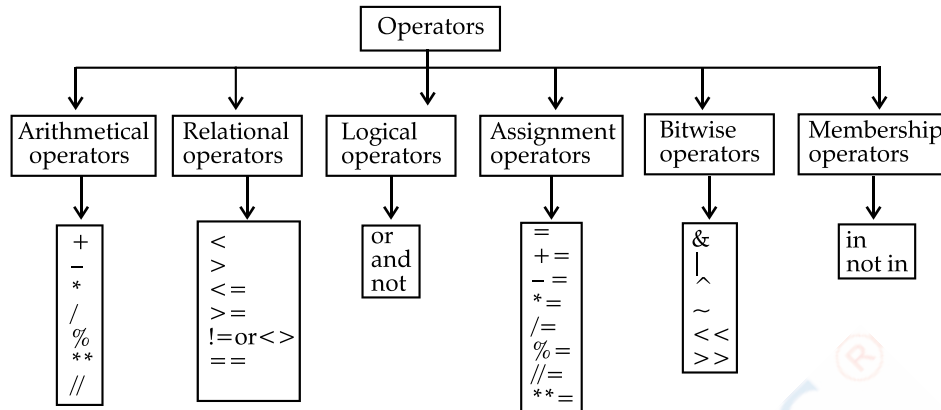 Operators
Arithmetical
operators
Relational
operators
Logical
operators
Assignment
operators
Bitwise
operators
Membership
operators
+
–
*
/
%
**
//
<
>
<=
>=
!=or<>
==
or
and
not
=
+=
–=
*=
/=
%=
//=
**=
&
|
^
~
<<
>>
in
not in
®